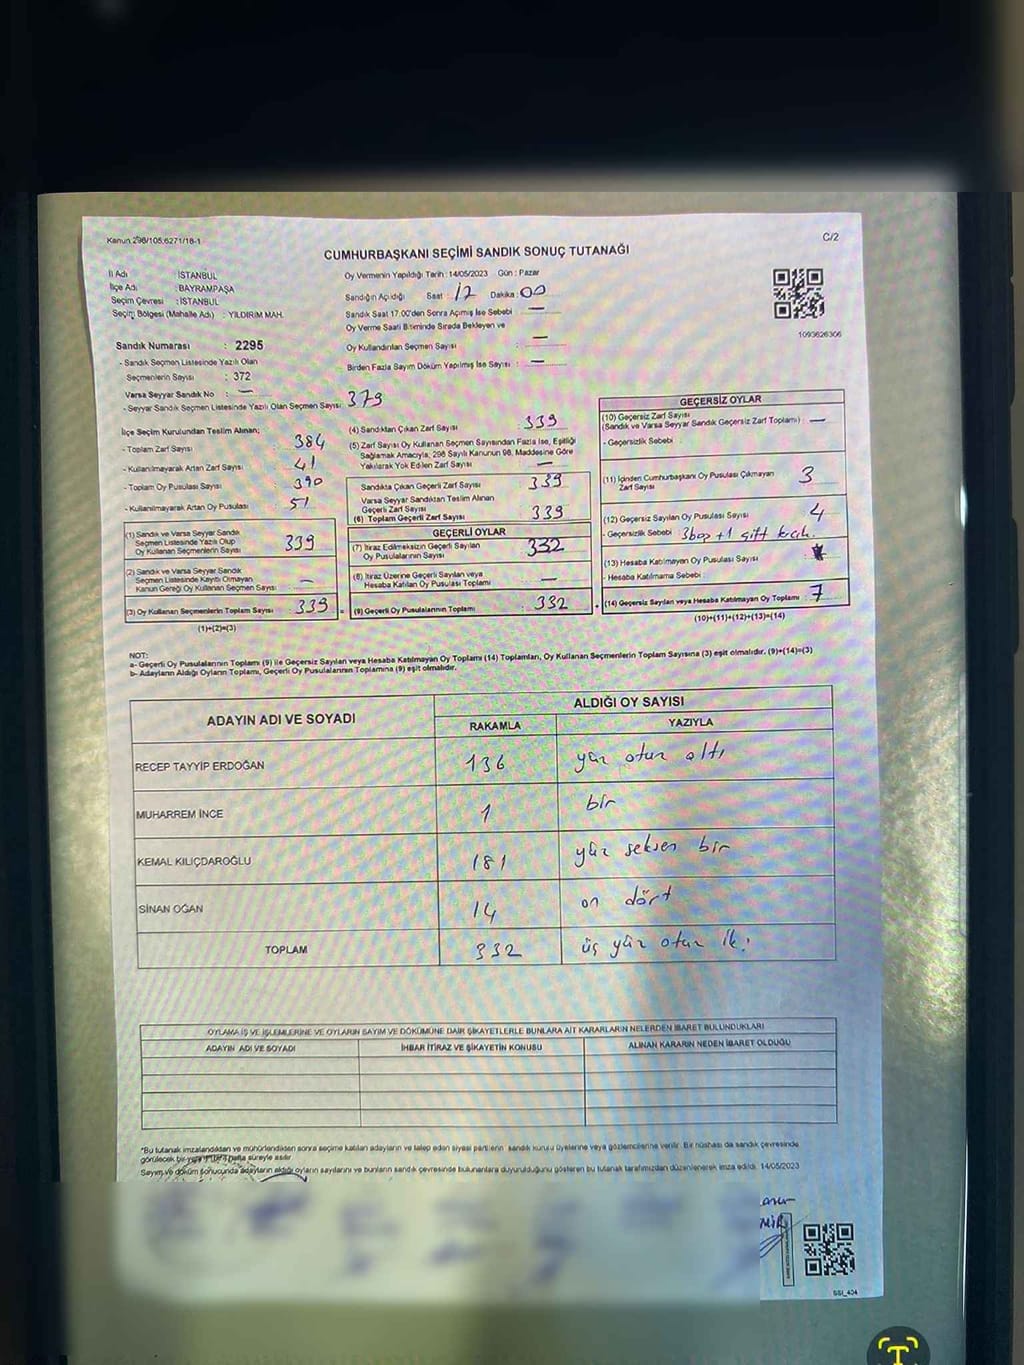 Kanun 298/105;6271/18-1
C/2
CUMHURBAŞKANI SEÇİMİ SANDIK SONUÇ TUTANAĞI
İl Adı : İSTANBUL
İlçe Adı : BAYRAMPAŞA
Seçim Çevresi : İSTANBUL
Seçim Bölgesi (Mahalle Adı) : YILDIRIM MAH.
Oy Vermenin Yapıldığı Tarih : 14/05/2023 Gün : Pazar
Sandığın Açıldığı Saat : 17 Dakika : 00
Sandık Saat 17.00'den Sonra Açılmış İse Sebebi : —
Oy Verme Saati Bitiminde Sırada Bekleyen ve
Oy Kullandırılan Seçmen Sayısı : —
Birden Fazla Sayım Döküm Yapılmış İse Sayısı : —
1093626306
Sandık Numarası : 2295
- Sandık Seçmen Listesinde Yazılı Olan
Seçmenlerin Sayısı : 372
Varsa Seyyar Sandık No : —
- Seyyar Sandık Seçmen Listesinde Yazılı Olan Seçmen Sayısı : 379
İlçe Seçim Kurulundan Teslim Alınan;
- Toplam Zarf Sayısı : 384
- Kullanılmayarak Artan Zarf Sayısı : 41
- Toplam Oy Pusulası Sayısı : 390
- Kullanılmayarak Artan Oy Pusulası : 51
(1) Sandık ve Varsa Seyyar Sandık
Seçmen Listesinde Yazılı Olup
Oy Kullanan Seçmenlerin Sayısı : 339
(2) Sandık ve Varsa Seyyar Sandık
Seçmen Listesinde Kayıtlı Olmayan
Kanun Gereği Oy Kullanan Seçmen Sayısı : —
(3) Oy Kullanan Seçmenlerin Toplam Sayısı : 339 =
(1)+(2)=(3)
(4) Sandıktan Çıkan Zarf Sayısı : 339
(5) Zarf Sayısı Oy Kullanan Seçmen Sayısından Fazla İse, Eşitliği
Sağlamak Amacıyla, 298 Sayılı Kanunun 98. Maddesine Göre
Yakılarak Yok Edilen Zarf Sayısı : —
Sandıkta Çıkan Geçerli Zarf Sayısı : 339
Varsa Seyyar Sandıktan Teslim Alınan
Geçerli Zarf Sayısı
(6) Toplam Geçerli Zarf Sayısı : 339
GEÇERLİ OYLAR
(7) İtiraz Edilmeksizin Geçerli Sayılan
Oy Pusulalarının Sayısı : 332
(8) İtiraz Üzerine Geçerli Sayılan veya
Hesaba Katılan Oy Pusulası Toplamı : —
(9) Geçerli Oy Pusulalarının Toplamı : 332 +
GEÇERSİZ OYLAR
(10) Geçersiz Zarf Sayısı
(Sandık ve Varsa Seyyar Sandık Geçersiz Zarf Toplamı) : —
- Geçersizlik Sebebi
(11) İçinden Cumhurbaşkanı Oy Pusulası Çıkmayan
Zarf Sayısı : 3
(12) Geçersiz Sayılan Oy Pusulası Sayısı : 4
- Geçersizlik Sebebi 3 boş + 1 çift
(13) Hesaba Katılmayan Oy Pusulası Sayısı :
- Hesaba Katılmama Sebebi
(14) Geçersiz Sayılan veya Hesaba Katılmayan Oy Toplamı : 7
(10)+(11)+(12)+(13)=(14)
NOT:
a- Geçerli Oy Pusulalarının Toplamı (9) ile Geçersiz Sayılan veya Hesaba Katılmayan Oy Toplamı (14) Toplamları, Oy Kullanan Seçmenlerin Toplam Sayısına (3) eşit olmalıdır. (9)+(14)=(3)
b- Adayların Aldığı Oyların Toplamı, Geçerli Oy Pusulalarının Toplamına (9) eşit olmalıdır.
ADAYIN ADI VE SOYADI
ALDIĞI OY SAYISI
RAKAMLA YAZIYLA
RECEP TAYYİP ERDOĞAN 136 yüz otuz altı
MUHARREM İNCE 1 bir
KEMAL KILIÇDAROĞLU 181 yüz seksen bir
SİNAN OĞAN 14 on dört
TOPLAM 332 üç yüz otuz iki
OYLAMA İŞ VE İŞLEMLERİNE VE OYLARIN SAYIM VE DÖKÜMÜNE DAİR ŞİKAYETLERLE BUNLARA AİT KARARLARIN NELERDEN İBARET BULUNDUKLARI
ADAYIN ADI VE SOYADI İHBAR İTİRAZ VE ŞİKAYETİN KONUSU ALINAN KARARIN NEDEN İBARET OLDUĞU
*Bu tutanak imzalandıktan ve mühürlendikten sonra seçime katılan adayların ve talep eden siyasi partilerin sandık kurulu üyelerine veya gözlemcilerine verilir. Bir nüshası da sandık çevresinde
görülecek bir yere bir hafta süreyle asılır.
Sayım ve döküm sonucunda adayların aldığı oyların sayılarını ve bunların sandık çevresinde bulunanlara duyurulduğunu gösteren bu tutanak tarafımızdan düzenlenerek imza edildi. 14/05/2023